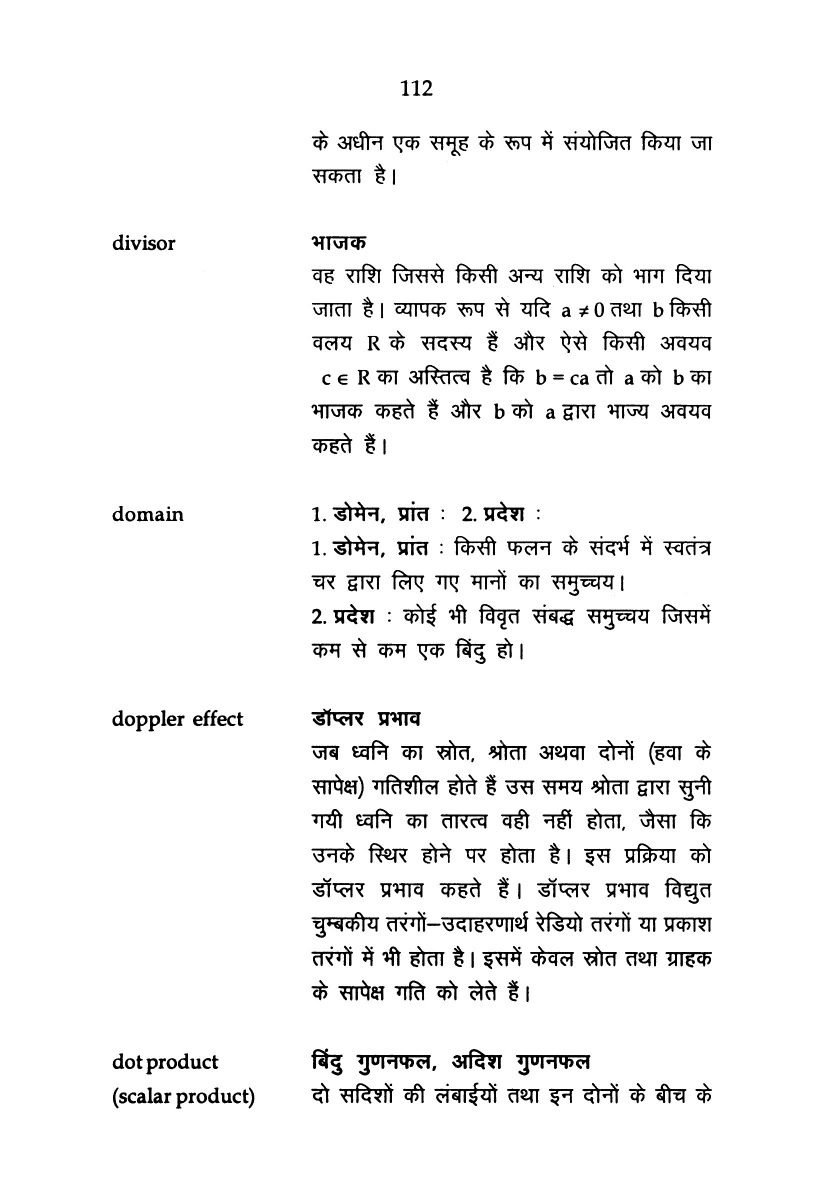 112
के अधीन एक समूह के रूप में संयोजित किया जा
सकता है।
divisor भाजक
वह राशि जिससे किसी अन्य राशि को भाग दिया
जाता है। व्यापक रूप से यदि a ≠ 0 तथा b किसी
वलय R के सदस्य हैं और ऐसे किसी अवयव
c ∈ R का अस्तित्व है कि b = ca तो a को b का
भाजक कहते हैं और b को a द्वारा भाज्य अवयव
कहते हैं।
domain 1. डोमेन, प्रांत : 2. प्रदेश :
1. डोमेन, प्रांत : किसी फलन के संदर्भ में स्वतंत्र
चर द्वारा लिए गए मानों का समुच्चय।
2. प्रदेश : कोई भी विवृत संबद्ध समुच्चय जिसमें
कम से कम एक बिंदु हो।
doppler effect डॉप्लर प्रभाव
जब ध्वनि का स्रोत, श्रोता अथवा दोनों (हवा के
सापेक्ष) गतिशील होते हैं उस समय श्रोता द्वारा सुनी
गयी ध्वनि का तारत्व वही नहीं होता, जैसा कि
उनके स्थिर होने पर होता है। इस प्रक्रिया को
डॉप्लर प्रभाव कहते हैं। डॉप्लर प्रभाव विद्युत
चुम्बकीय तरंगों–उदाहरणार्थ रेडियो तरंगों या प्रकाश
तरंगों में भी होता है। इसमें केवल स्रोत तथा ग्राहक
के सापेक्ष गति को लेते हैं।
dot product बिंदु गुणनफल, अदिश गुणनफल
(scalar product) दो सदिशों की लंबाईयों तथा इन दोनों के बीच के